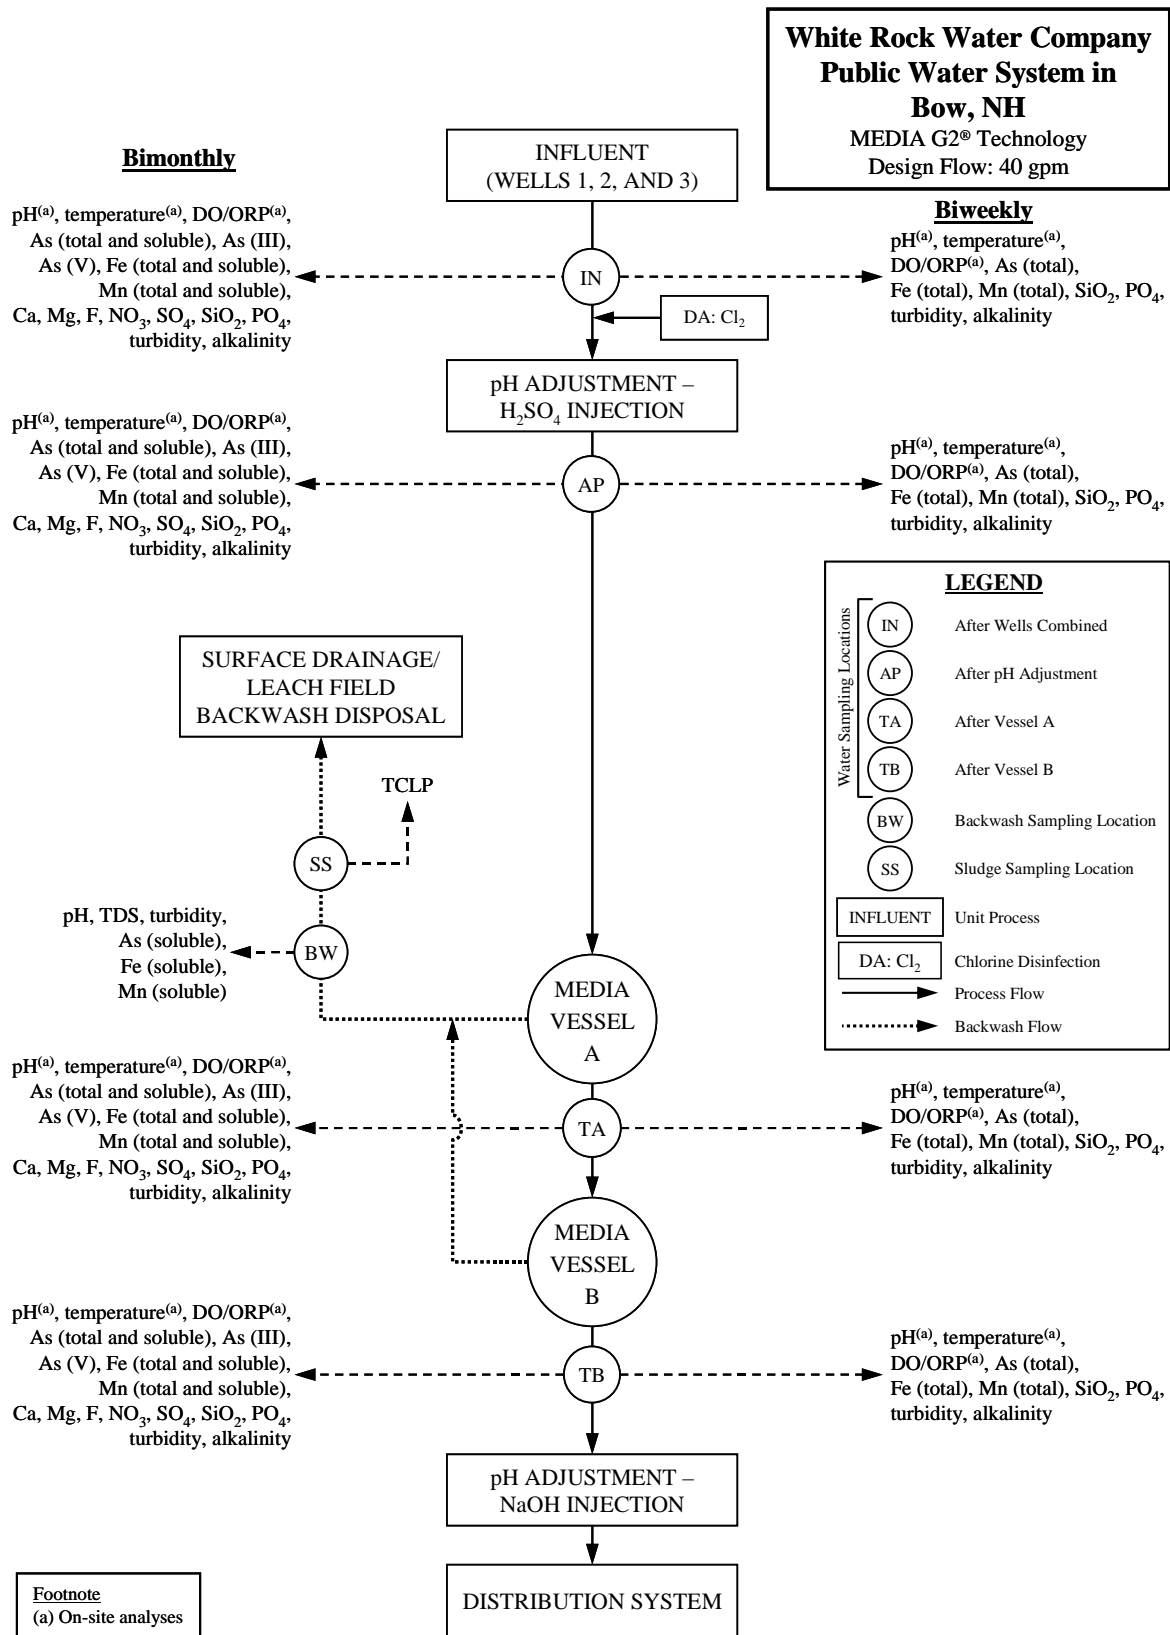 White Rock Water Company
Public Water System in
Bow, NH
MEDIA G2® Technology
Design Flow: 40 gpm
Bimonthly
INFLUENT
(WELLS 1, 2, AND 3)
Biweekly
pH(a), temperature(a), DO/ORP(a),
As (total and soluble), As (III),
As (V), Fe (total and soluble),
Mn (total and soluble),
Ca, Mg, F, NO3, SO4, SiO2, PO4,
turbidity, alkalinity
IN
pH(a), temperature(a),
DO/ORP(a), As (total),
Fe (total), Mn (total), SiO2, PO4,
turbidity, alkalinity
DA: Cl2
pH ADJUSTMENT –
H2SO4 INJECTION
pH(a), temperature(a), DO/ORP(a),
As (total and soluble), As (III),
As (V), Fe (total and soluble),
Mn (total and soluble),
Ca, Mg, F, NO3, SO4, SiO2, PO4,
turbidity, alkalinity
AP
pH(a), temperature(a),
DO/ORP(a), As (total),
Fe (total), Mn (total), SiO2, PO4,
turbidity, alkalinity
LEGEND
Water Sampling Locations
IN After Wells Combined
AP After pH Adjustment
TA After Vessel A
TB After Vessel B
BW Backwash Sampling Location
SS Sludge Sampling Location
INFLUENT Unit Process
DA: Cl2 Chlorine Disinfection
Process Flow
Backwash Flow
SURFACE DRAINAGE/
LEACH FIELD
BACKWASH DISPOSAL
TCLP
SS
pH, TDS, turbidity,
As (soluble),
Fe (soluble),
Mn (soluble)
BW
MEDIA
VESSEL
A
pH(a), temperature(a), DO/ORP(a),
As (total and soluble), As (III),
As (V), Fe (total and soluble),
Mn (total and soluble),
Ca, Mg, F, NO3, SO4, SiO2, PO4,
turbidity, alkalinity
TA
pH(a), temperature(a),
DO/ORP(a), As (total),
Fe (total), Mn (total), SiO2, PO4,
turbidity, alkalinity
MEDIA
VESSEL
B
pH(a), temperature(a), DO/ORP(a),
As (total and soluble), As (III),
As (V), Fe (total and soluble),
Mn (total and soluble),
Ca, Mg, F, NO3, SO4, SiO2, PO4,
turbidity, alkalinity
TB
pH(a), temperature(a),
DO/ORP(a), As (total),
Fe (total), Mn (total), SiO2, PO4,
turbidity, alkalinity
pH ADJUSTMENT –
NaOH INJECTION
DISTRIBUTION SYSTEM
Footnote
(a) On-site analyses